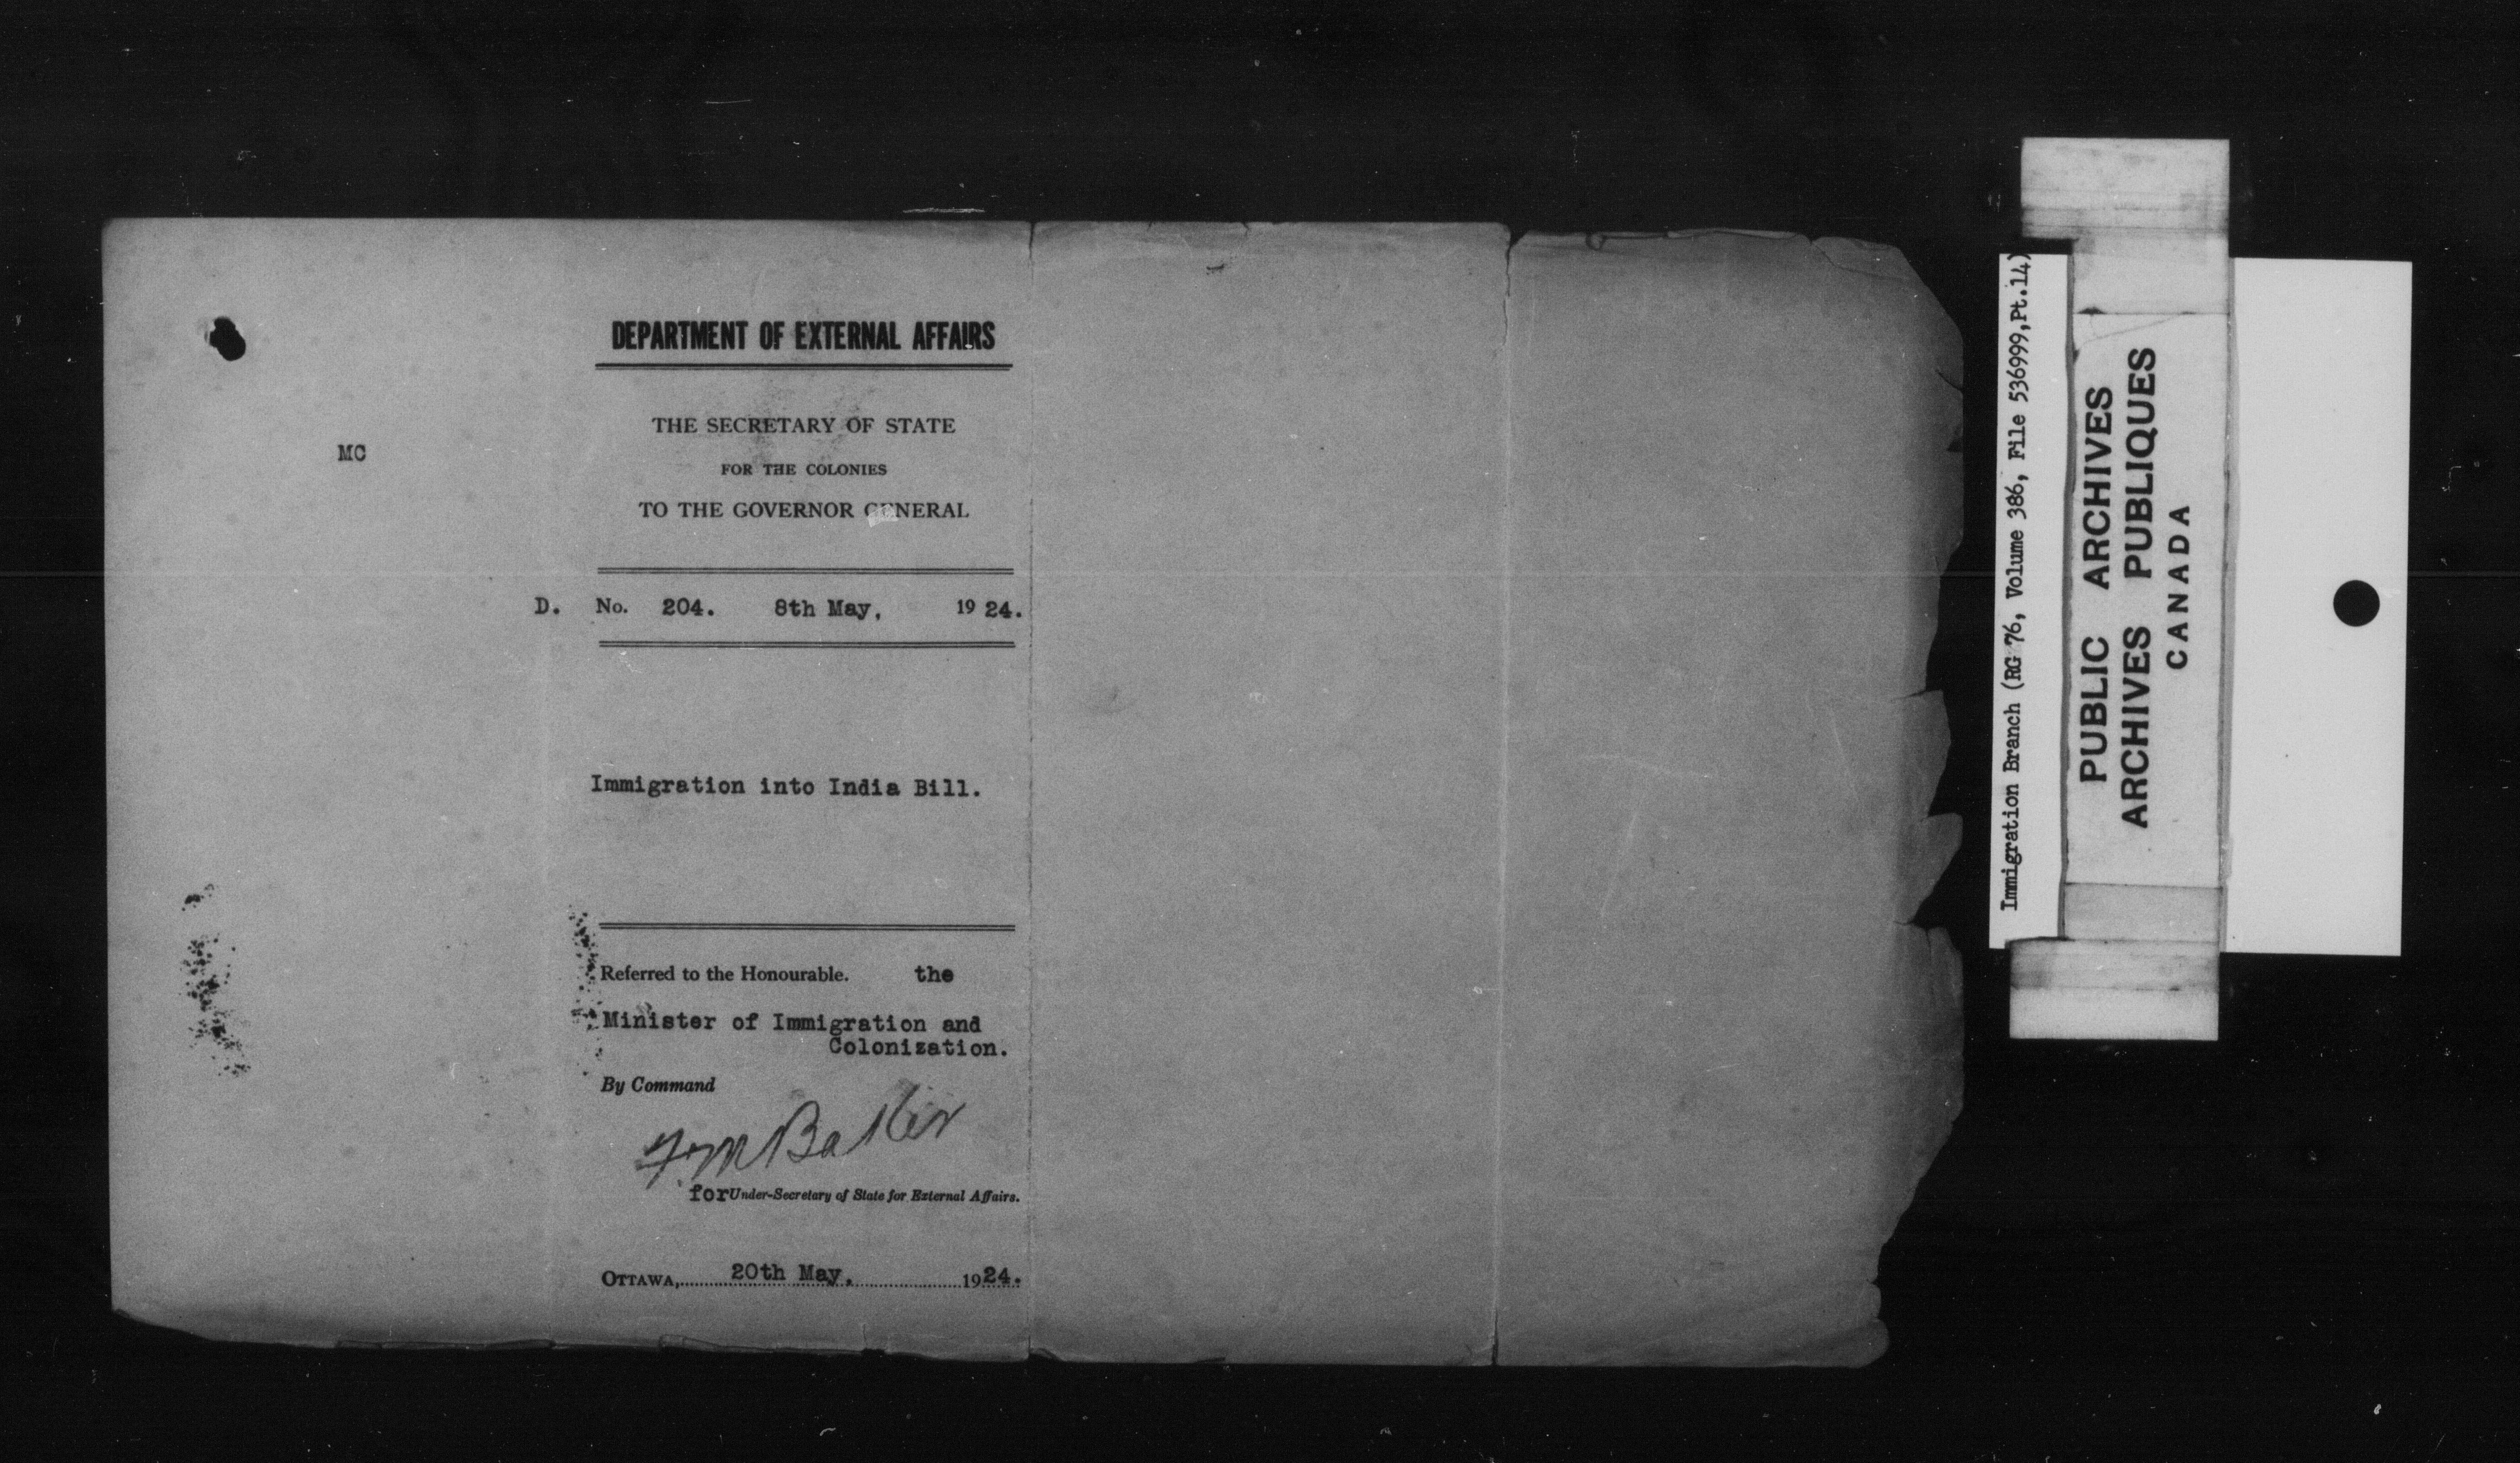 DEPARTMENT OF EXTERNAL AFFAIRS
THE SECRETARY OF STATE
FOR THE COLONIES
TO THE GOVERNOR GENERAL
MC
D. No. 204. 8th May, 1924.
Immigration into India Bill.
Referred to the Honourable. the
Minister of Immigration and
Colonization.
By Command
F M Baker
for Under-Secretary of State for External Affairs.
OTTAWA, 20th May, 1924.
Immigration Branch (RG 76, Volume 386, File 536999,Pt.14)
PUBLIC ARCHIVES
ARCHIVES PUBLIQUES
CANADA